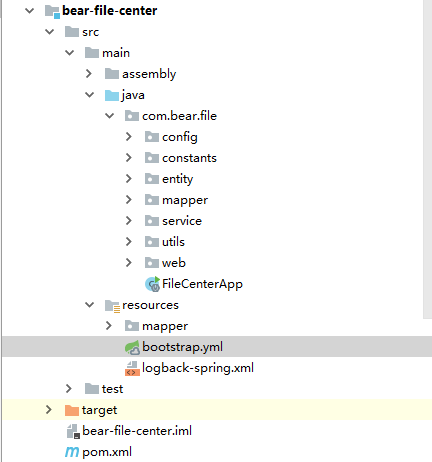 bear-file-center
src
main
assembly
java
com.bear.file
config
constants
entity
mapper
service
utils
web
FileCenterApp
resources
mapper
bootstrap.yml
logback-spring.xml
test
target
bear-file-center.iml
pom.xml